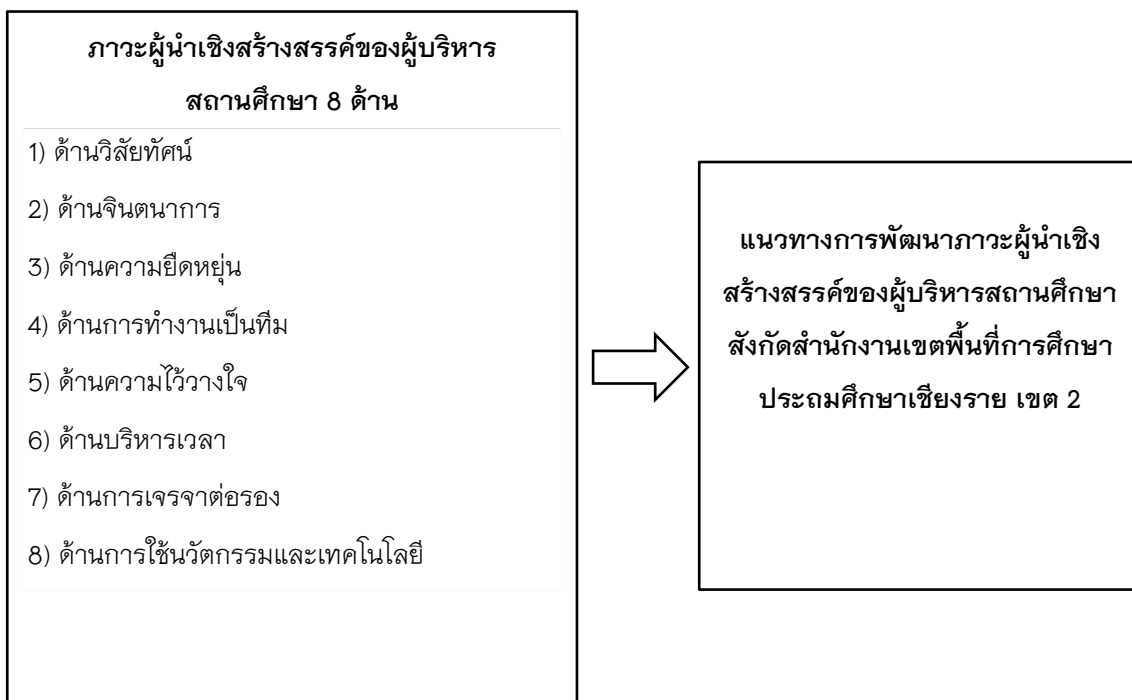 ภาวะผู้นำเชิงสร้างสรรค์ของผู้บริหาร
สถานศึกษา 8 ด้าน
1) ด้านวิสัยทัศน์
2) ด้านจินตนาการ
3) ด้านความยืดหยุ่น
4) ด้านการทำงานเป็นทีม
5) ด้านความไว้วางใจ
6) ด้านบริหารเวลา
7) ด้านการเจรจาต่อรอง
8) ด้านการใช้นวัตกรรมและเทคโนโลยี
แนวทางการพัฒนาภาวะผู้นำเชิง
สร้างสรรค์ของผู้บริหารสถานศึกษา
สังกัดสำนักงานเขตพื้นที่การศึกษา
ประถมศึกษาเชียงราย เขต 2